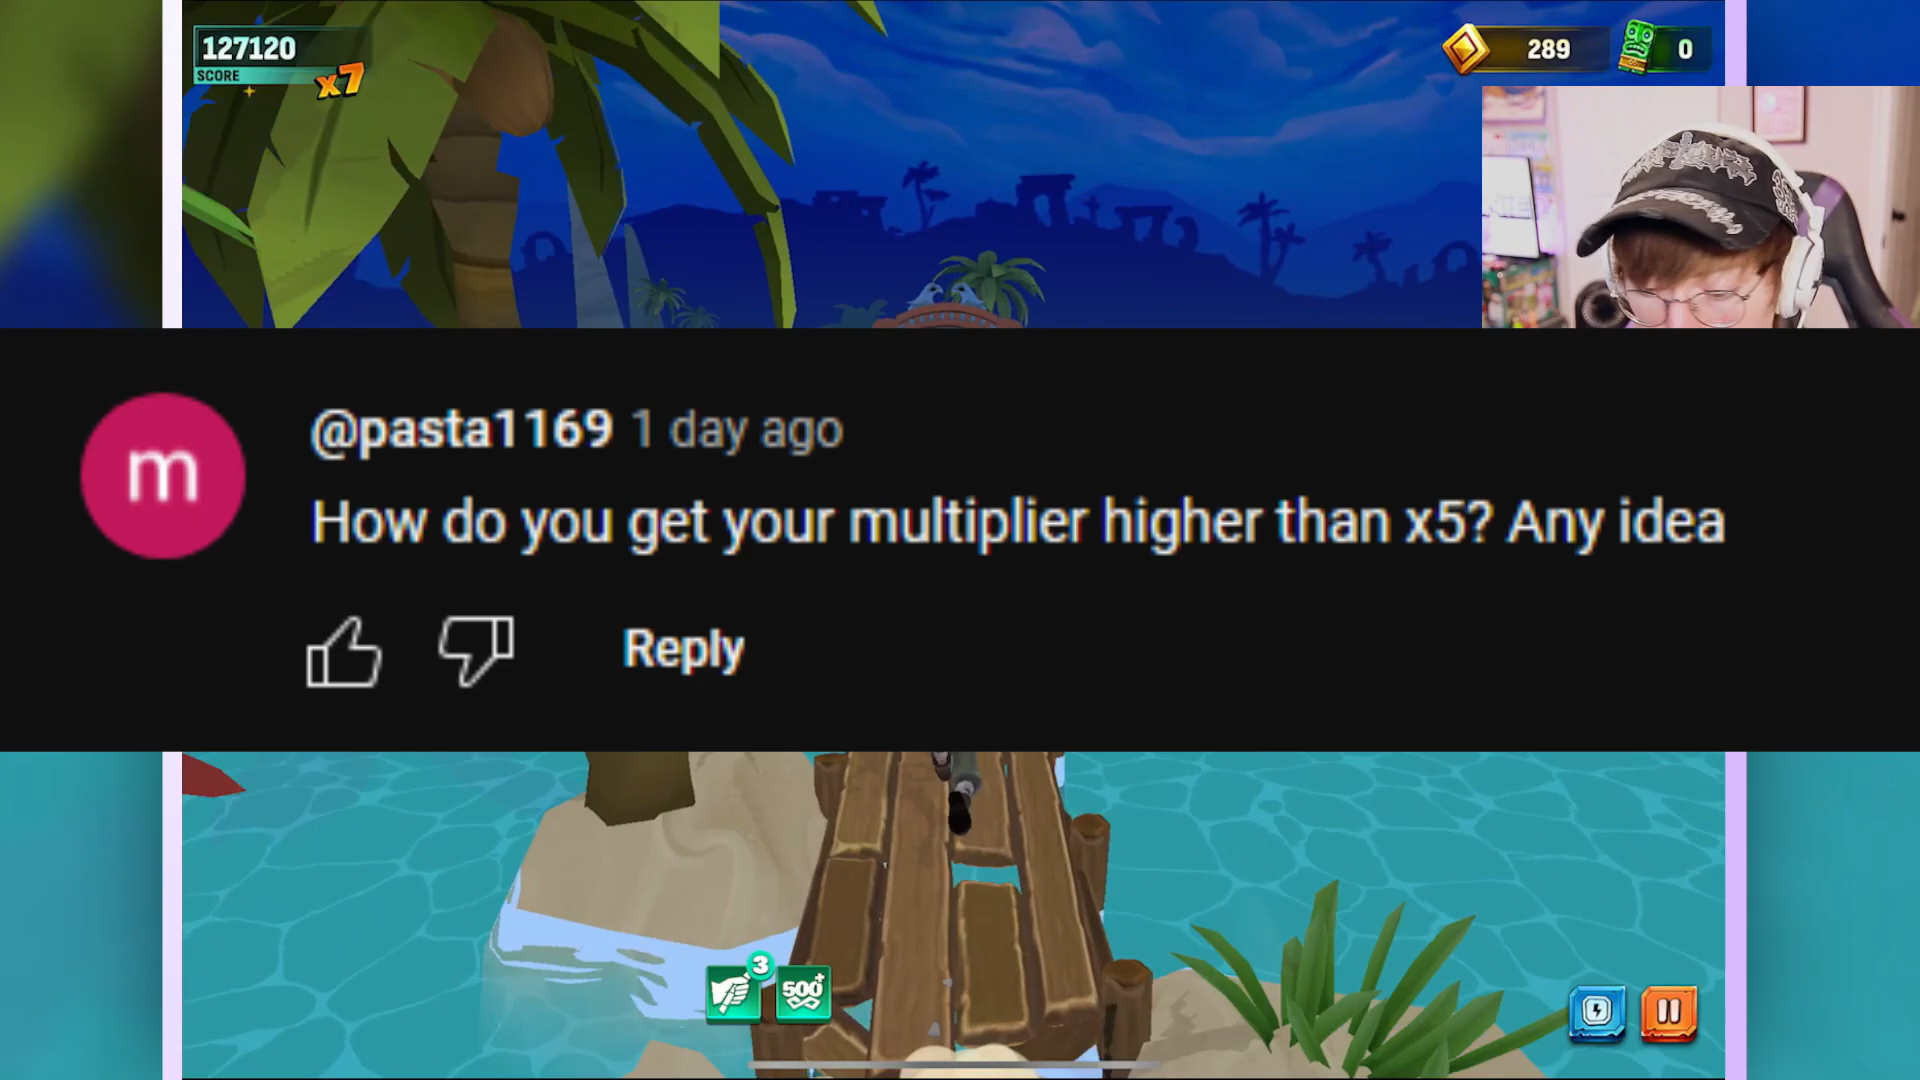 127120
SCORE
x7
289
0
m
@pasta1169 1 day ago
How do you get your multiplier higher than x5? Any idea
Reply
3
500+